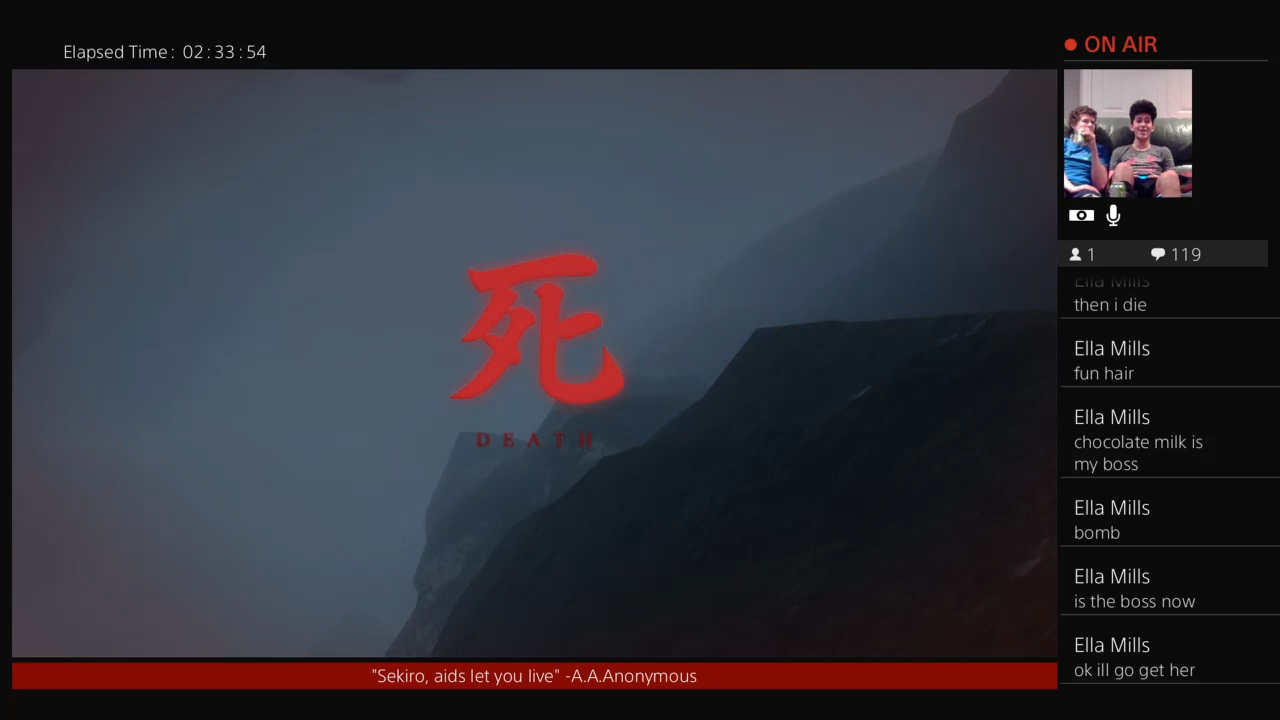 Elapsed Time: 02:33:54
ON AIR
死
DEATH
1 119
Ella Mills
then i die
Ella Mills
fun hair
Ella Mills
chocolate milk is
my boss
Ella Mills
bomb
Ella Mills
is the boss now
Ella Mills
ok ill go get her
"Sekiro, aids let you live" -A.A.Anonymous